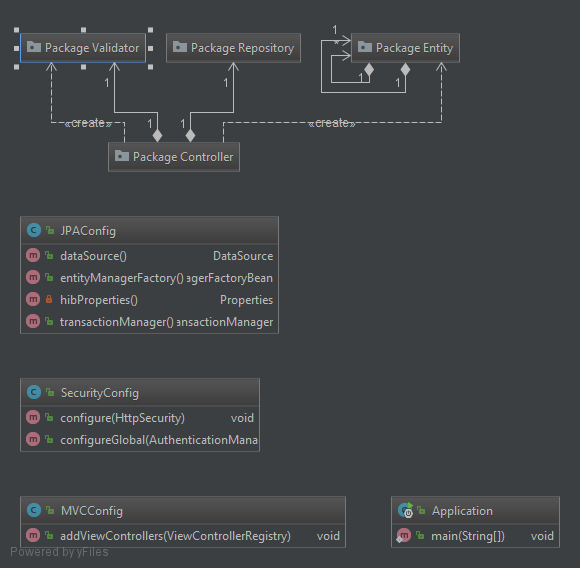 1
Package Validator
Package Repository
*
Package Entity
1
1
1
1
«create»
1
1
«create»
Package Controller
JPAConfig
dataSource() DataSource
entityManagerFactory() agerFactoryBean
hibProperties() Properties
transactionManager() ansactionManager
SecurityConfig
configure(HttpSecurity) void
configureGlobal(AuthenticationMana
MVCConfig
Application
addViewControllers(ViewControllerRegistry) void
main(String[]) void
Powered by yFiles